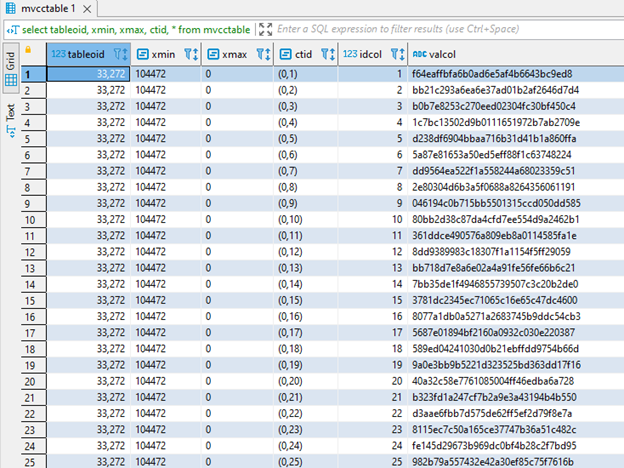 mvcctable 1
select tableoid, xmin, xmax, ctid, * from mvcctable Enter a SQL expression to filter results (use Ctrl+Space)
Grid
Text
123 tableoid xmin xmax ctid 123 idcol ABC valcol
1 33,272 104472 0 (0,1) 1 f64eaffbfa6b0ad6e5af4b6643bc9ed8
2 33,272 104472 0 (0,2) 2 bb21c293a6ea6e37ad01b2af2646d7d4
3 33,272 104472 0 (0,3) 3 b0b7e8253c270eed02304fc30bf450c4
4 33,272 104472 0 (0,4) 4 1c7bc13502d9b0111651972b7ab2709e
5 33,272 104472 0 (0,5) 5 d238df6904bbaa716b31d41b1a860ffa
6 33,272 104472 0 (0,6) 6 5a87e81653a50ed5eff88f1c63748224
7 33,272 104472 0 (0,7) 7 dd9564ea522f1a558244a68023359c51
8 33,272 104472 0 (0,8) 8 2e80304d6b3a5f0688a8264356061191
9 33,272 104472 0 (0,9) 9 046194c0b715bb5501315ccd050dd585
10 33,272 104472 0 (0,10) 10 80bb2d38c87da4cfd7ee554d9a2462b1
11 33,272 104472 0 (0,11) 11 361ddce490576a809eb8a0114585fa1e
12 33,272 104472 0 (0,12) 12 8dd9389983c18307f1a1154f5ff29059
13 33,272 104472 0 (0,13) 13 bb718d7e8a6e02a4a91fe56fe66b6c21
14 33,272 104472 0 (0,14) 14 7bb35de1f4946855739507c3c20b2de0
15 33,272 104472 0 (0,15) 15 3781dc2345ec71065c16e65c47dc4600
16 33,272 104472 0 (0,16) 16 8077a1db0a5271a2683745b9ddc54cb3
17 33,272 104472 0 (0,17) 17 5687e01894bf2160a0932c030e220387
18 33,272 104472 0 (0,18) 18 589ed04241030d0b21ebffdd9754b66d
19 33,272 104472 0 (0,19) 19 9a0e3bb9b5221d323525bd363dd17f16
20 33,272 104472 0 (0,20) 20 40a32c58e7761085004ff46edba6a728
21 33,272 104472 0 (0,21) 21 b323fd1a247cf7b2a9e3a43194b4b550
22 33,272 104472 0 (0,22) 22 d3aae6fbb7d575de62ff5ef2d79f8e7a
23 33,272 104472 0 (0,23) 23 8115ec7c50a165ce37747b36a51c482c
24 33,272 104472 0 (0,24) 24 fe145d29673b969dc0bf4b28c2f7bd95
25 33,272 104472 0 (0,25) 25 982b79a557432e42a30ef85c75f7616b